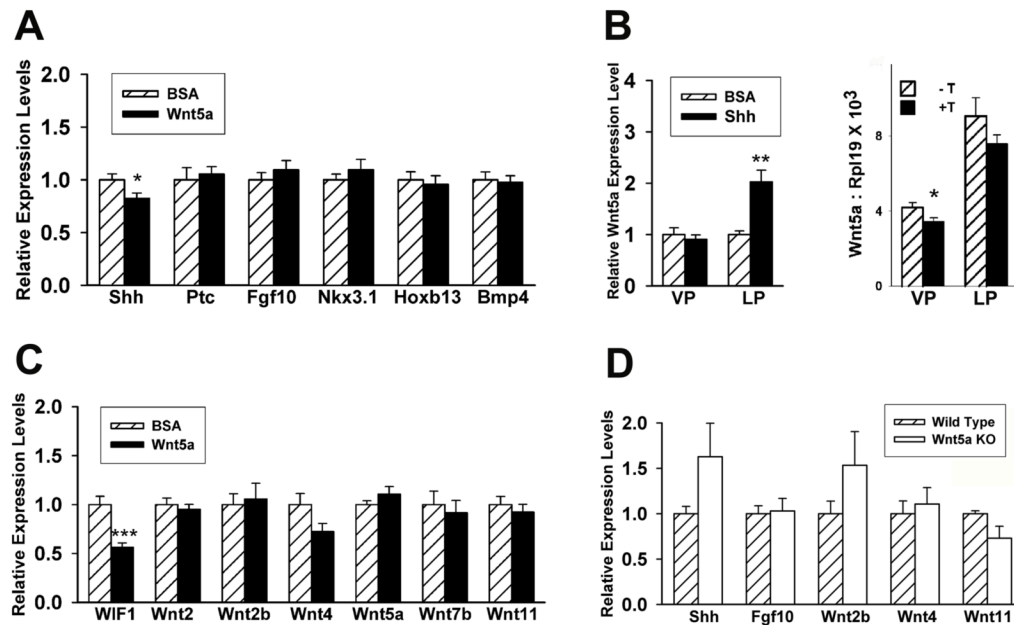 A
Relative Expression Levels
2.0
1.5
1.0
0.5
0.0
BSA
Wnt5a
*
Shh Ptc Fgf10 Nkx3.1 Hoxb13 Bmp4
B
Relative Wnt5a Expression Levels
4
3
2
1
0
BSA
Shh
**
VP LP
Wnt5a : Rpl19 X 10³
8
4
0
- T
+T
*
VP LP
C
Relative Expression Levels
2.0
1.5
1.0
0.5
0.0
BSA
Wnt5a
***
WIF1 Wnt2 Wnt2b Wnt4 Wnt5a Wnt7b Wnt11
D
Relative Expression Levels
2.0
1.5
1.0
0.5
0.0
Wild Type
Wnt5a KO
Shh Fgf10 Wnt2b Wnt4 Wnt11